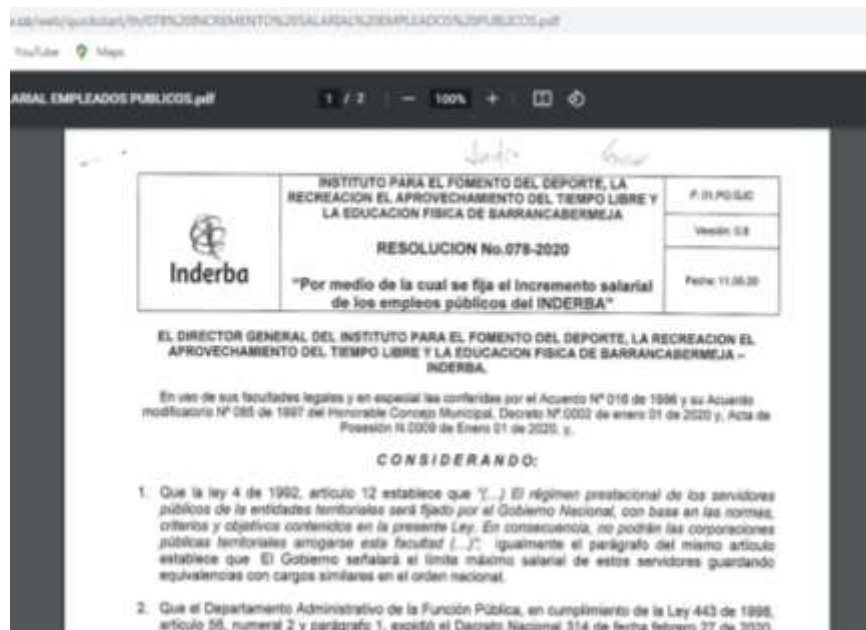 YouTube Maps
ARIAL EMPLEADOS PUBLICOS.pdf 1 / 2 − 100% +
INSTITUTO PARA EL FOMENTO DEL DEPORTE, LA
RECREACION EL APROVECHAMIENTO DEL TIEMPO LIBRE Y
LA EDUCACION FISICA DE BARRANCABERMEJA
RESOLUCION No.078-2020
"Por medio de la cual se fija el Incremento salarial
de los empleos públicos del INDERBA"
Inderba
Versión: 0.8
Fecha: 11.05.20
EL DIRECTOR GENERAL DEL INSTITUTO PARA EL FOMENTO DEL DEPORTE, LA RECREACION EL
APROVECHAMIENTO DEL TIEMPO LIBRE Y LA EDUCACION FISICA DE BARRANCABERMEJA –
INDERBA.
En uso de sus facultades legales y en especial las conferidas por el Acuerdo Nº 016 de 1996 y su Acuerdo
modificatorio Nº 085 de 1997 del Honorable Concejo Municipal, Decreto Nº.0002 de enero 01 de 2020 y, Acta de
Posesión N.0009 de Enero 01 de 2020, y,
CONSIDERANDO:
1. Que la ley 4 de 1992, artículo 12 establece que "(...) El régimen prestacional de los servidores
públicos de la entidades territoriales será fijado por el Gobierno Nacional, con base en las normas,
criterios y objetivos contenidos en la presente Ley. En consecuencia, no podrán las corporaciones
públicas territoriales arrogarse esta facultad (...)"; igualmente el parágrafo del mismo artículo
establece que El Gobierno señalará el límite máximo salarial de estos servidores guardando
equivalencias con cargos similares en el orden nacional.
2. Que el Departamento Administrativo de la Función Pública, en cumplimiento de la Ley 443 de 1998,
artículo 56, numeral 2 y parágrafo 1, expidió el Decreto Nacional 314 de fecha febrero 27 de 2020,